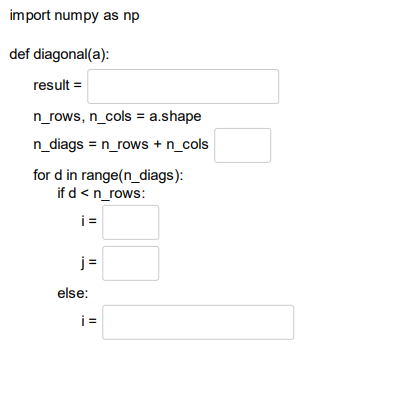 import numpy as np
def diagonal(a):
result =
n_rows, n_cols = a.shape
n_diags = n_rows + n_cols
for d in range(n_diags):
if d < n_rows:
i =
j =
else:
i =